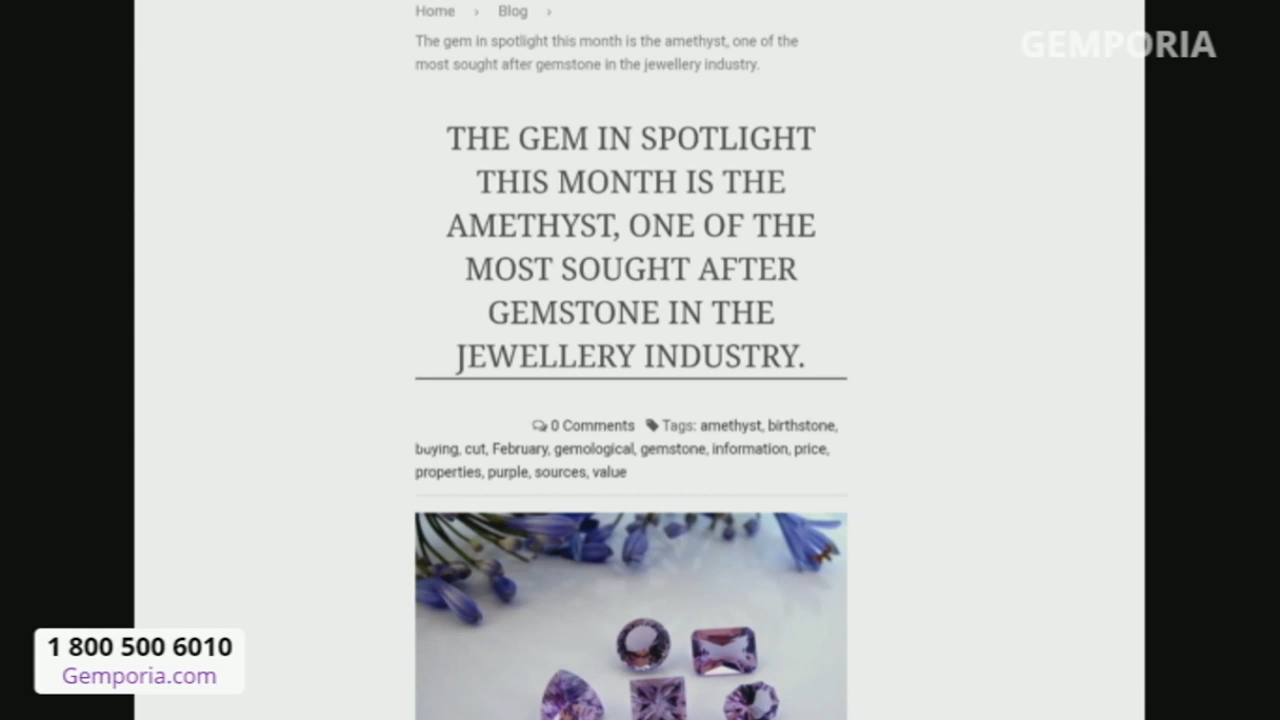 Home › Blog ›
GEMPORIA
The gem in spotlight this month is the amethyst, one of the
most sought after gemstone in the jewellery industry.
THE GEM IN SPOTLIGHT
THIS MONTH IS THE
AMETHYST, ONE OF THE
MOST SOUGHT AFTER
GEMSTONE IN THE
JEWELLERY INDUSTRY.
0 Comments Tags: amethyst, birthstone,
buying, cut, February, gemological, gemstone, information, price,
properties, purple, sources, value
1 800 500 6010
Gemporia.com